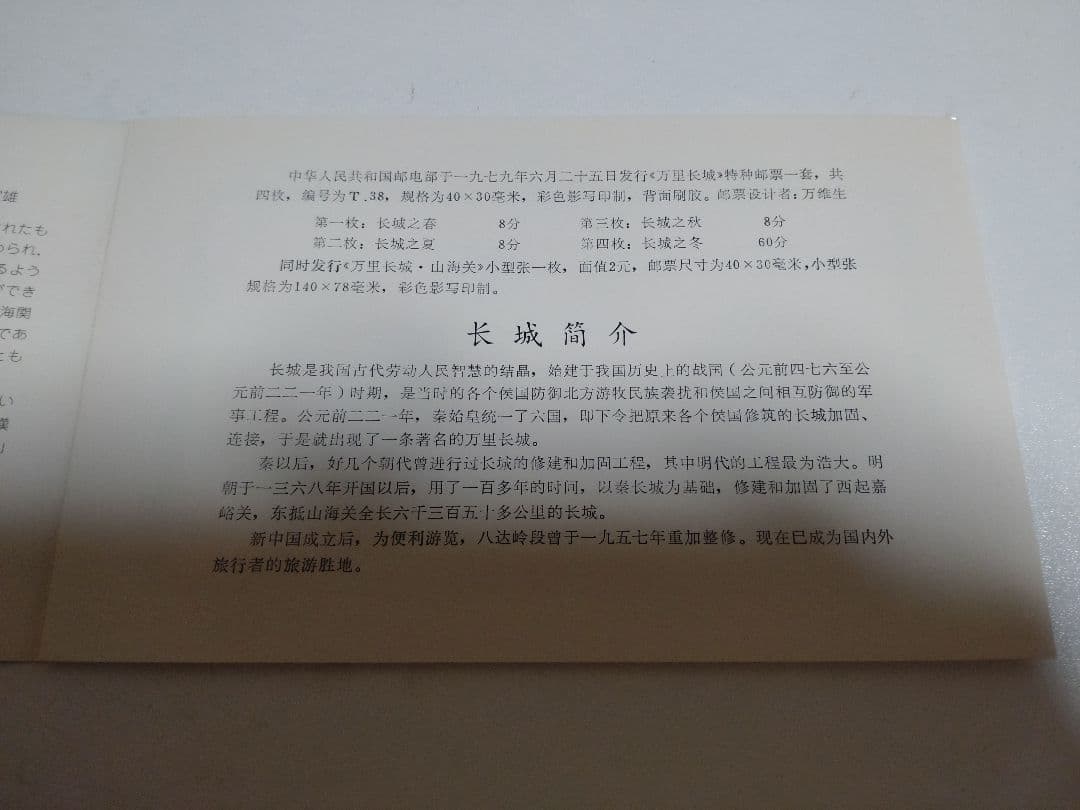 雄
れたも
られ、
るよう
でき
海関
であ
とも
い
中华人民共和国邮电部于一九七九年六月二十五日发行《万里长城》特种邮票一套，共
四枚，编号为T.38，规格为40×30毫米，彩色影写印制，背面刷胶。邮票设计者：万维生
第一枚：长城之春 8分 第三枚：长城之秋 8分
第二枚：长城之夏 8分 第四枚：长城之冬 60分
同时发行《万里长城·山海关》小型张一枚，面值2元，邮票尺寸为40×30毫米，小型张
规格为140×78毫米，彩色影写印制。
长城简介
长城是我国古代劳动人民智慧的结晶，始建于我国历史上的战国（公元前四七六至公
元前二二一年）时期，是当时的各个侯国防御北方游牧民族袭扰和侯国之间相互防御的军
事工程。公元前二二一年，秦始皇统一了六国，即下令把原来各个侯国修筑的长城加固、
连接，于是就出现了一条著名的万里长城。
秦以后，好几个朝代曾进行过长城的修建和加固工程，其中明代的工程最为浩大。明
朝于一三六八年开国以后，用了一百多年的时间，以秦长城为基础，修建和加固了西起嘉
峪关，东抵山海关全长六千三百五十多公里的长城。
新中国成立后，为便利游览，八达岭段曾于一九五七年重加整修。现在已成为国内外
旅行者的旅游胜地。